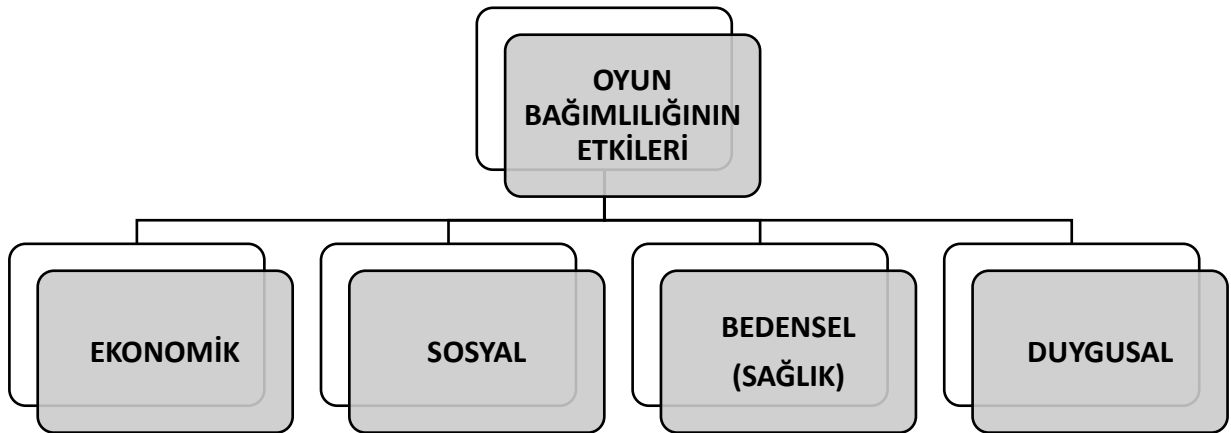 OYUN
BAĞIMLILIĞININ
ETKİLERİ
EKONOMİK
SOSYAL
BEDENSEL
(SAĞLIK)
DUYGUSAL